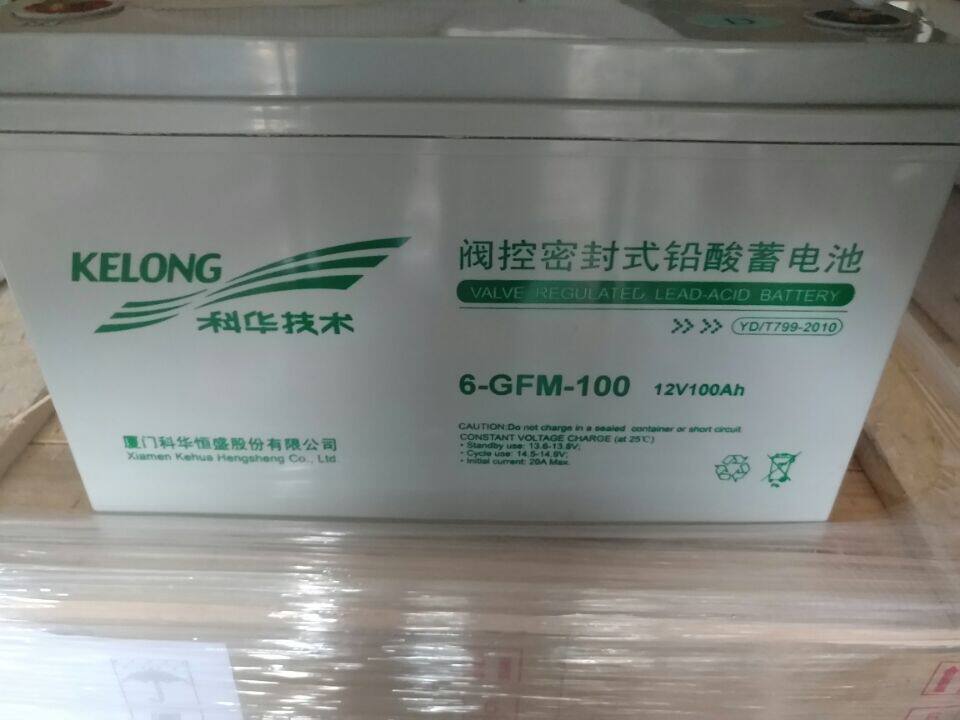 KELONG
科华技术
厦门科华恒盛股份有限公司
Xiamen Kehua Hengsheng Co., Ltd.
阀控密封式铅酸蓄电池
VALVE REGULATED LEAD-ACID BATTERY
YD/T799-2010
6-GFM-100 12V100Ah
CAUTION:Do not charge in a sealed container or short circuit
CONSTANT VOLTAGE CHARGE (at 25℃)
• Standby use: 13.6-13.8V;
• Cycle use: 14.5-14.9V;
• Initial current: 20A Max.